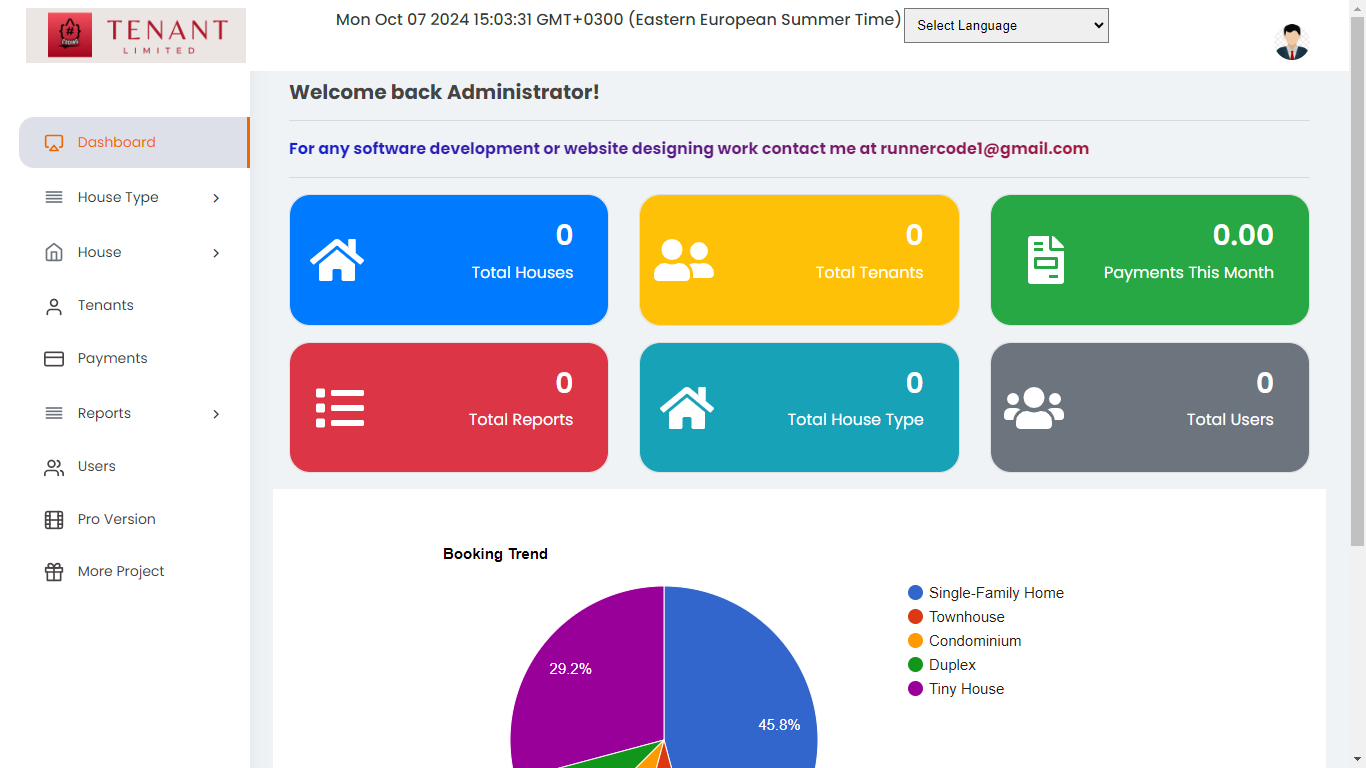 TENANT
LIMITED
Mon Oct 07 2024 15:03:31 GMT+0300 (Eastern European Summer Time)
Select Language
Welcome back Administrator!
For any software development or website designing work contact me at runnercode1@gmail.com
Dashboard
House Type
House
Tenants
Payments
Reports
Users
Pro Version
More Project
0
Total Houses
0
Total Tenants
0.00
Payments This Month
0
Total Reports
0
Total House Type
0
Total Users
Booking Trend
29.2%
45.8%
Single-Family Home
Townhouse
Condominium
Duplex
Tiny House